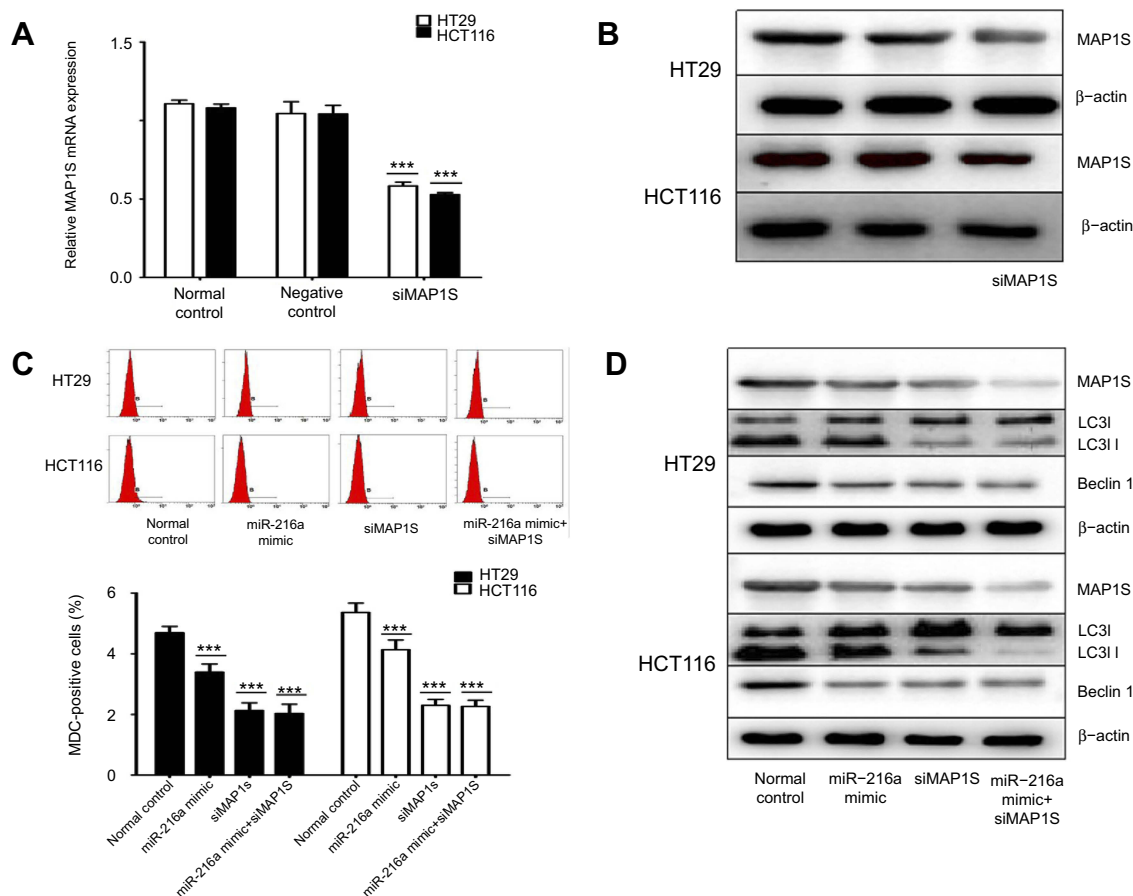 A
HT29
HCT116
Relative MAP1S mRNA expression
1.5
1.0
0.5
0.0
***
***
Normal
control
Negative
control
siMAP1S
B
HT29
MAP1S
β-actin
HCT116
MAP1S
β-actin
siMAP1S
C
HT29
HCT116
Normal
control
miR-216a
mimic
siMAP1S
miR-216a mimic+
siMAP1S
HT29
HCT116
MDC-positive cells (%)
6
4
2
0
***
***
***
***
***
***
Normal control
miR-216a mimic
siMAP1s
miR-216a mimic+siMAP1S
Normal control
miR-216a mimic
siMAP1s
miR-216a mimic+siMAP1S
D
HT29
MAP1S
LC3I
LC3I I
Beclin 1
β-actin
HCT116
MAP1S
LC3I
LC3I I
Beclin 1
β-actin
Normal
control
miR−216a
mimic
siMAP1S
miR−216a
mimic+
siMAP1S